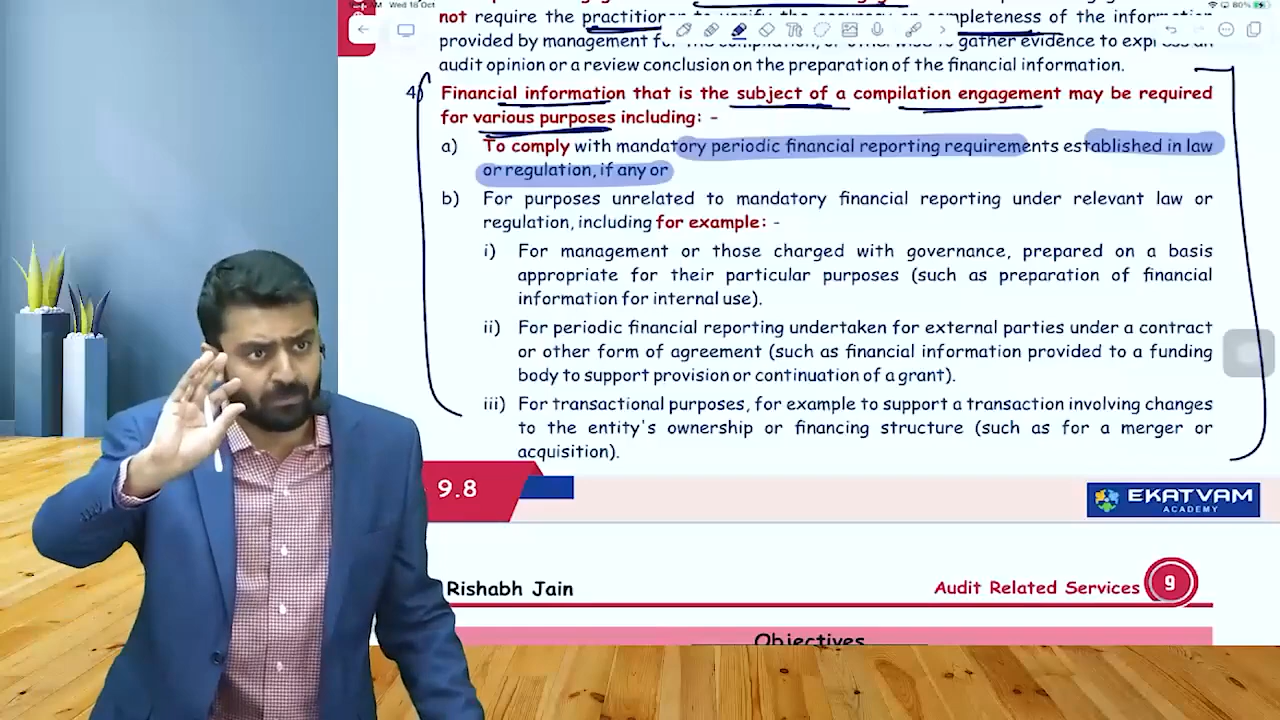 Wed 18 Oct
80%
not require the practitioner to verify the accuracy or completeness of the information
provided by management for the compilation, or otherwise to gather evidence to express an
audit opinion or a review conclusion on the preparation of the financial information.
4) Financial information that is the subject of a compilation engagement may be required
for various purposes including: -
a) To comply with mandatory periodic financial reporting requirements established in law
or regulation, if any or
b) For purposes unrelated to mandatory financial reporting under relevant law or
regulation, including for example: -
i) For management or those charged with governance, prepared on a basis
appropriate for their particular purposes (such as preparation of financial
information for internal use).
ii) For periodic financial reporting undertaken for external parties under a contract
or other form of agreement (such as financial information provided to a funding
body to support provision or continuation of a grant).
iii) For transactional purposes, for example to support a transaction involving changes
to the entity's ownership or financing structure (such as for a merger or
acquisition).
9.8
EKATVAM
ACADEMY
Rishabh Jain
Audit Related Services 9
Objectives